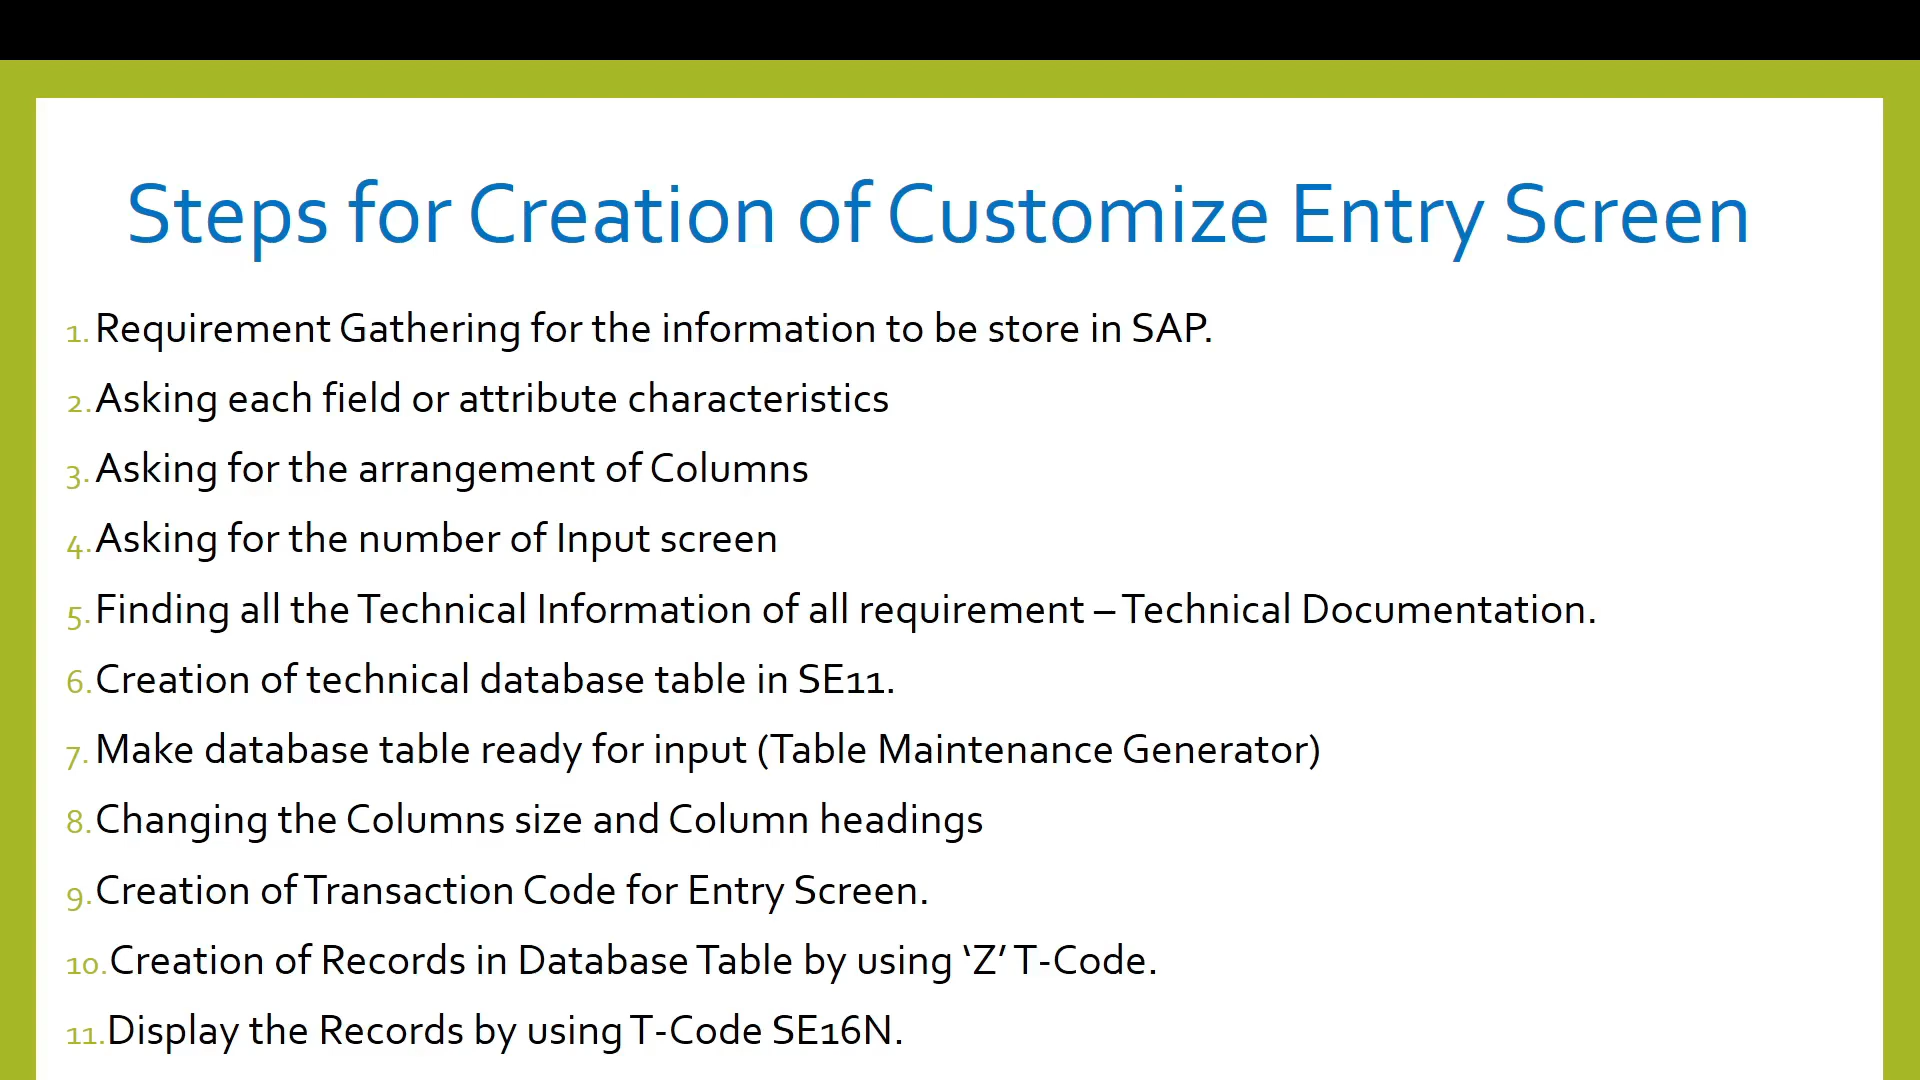 Steps for Creation of Customize Entry Screen
1. Requirement Gathering for the information to be store in SAP.
2. Asking each field or attribute characteristics
3. Asking for the arrangement of Columns
4. Asking for the number of Input screen
5. Finding all the Technical Information of all requirement – Technical Documentation.
6. Creation of technical database table in SE11.
7. Make database table ready for input (Table Maintenance Generator)
8. Changing the Columns size and Column headings
9. Creation of Transaction Code for Entry Screen.
10. Creation of Records in Database Table by using ‘Z’ T-Code.
11. Display the Records by using T-Code SE16N.